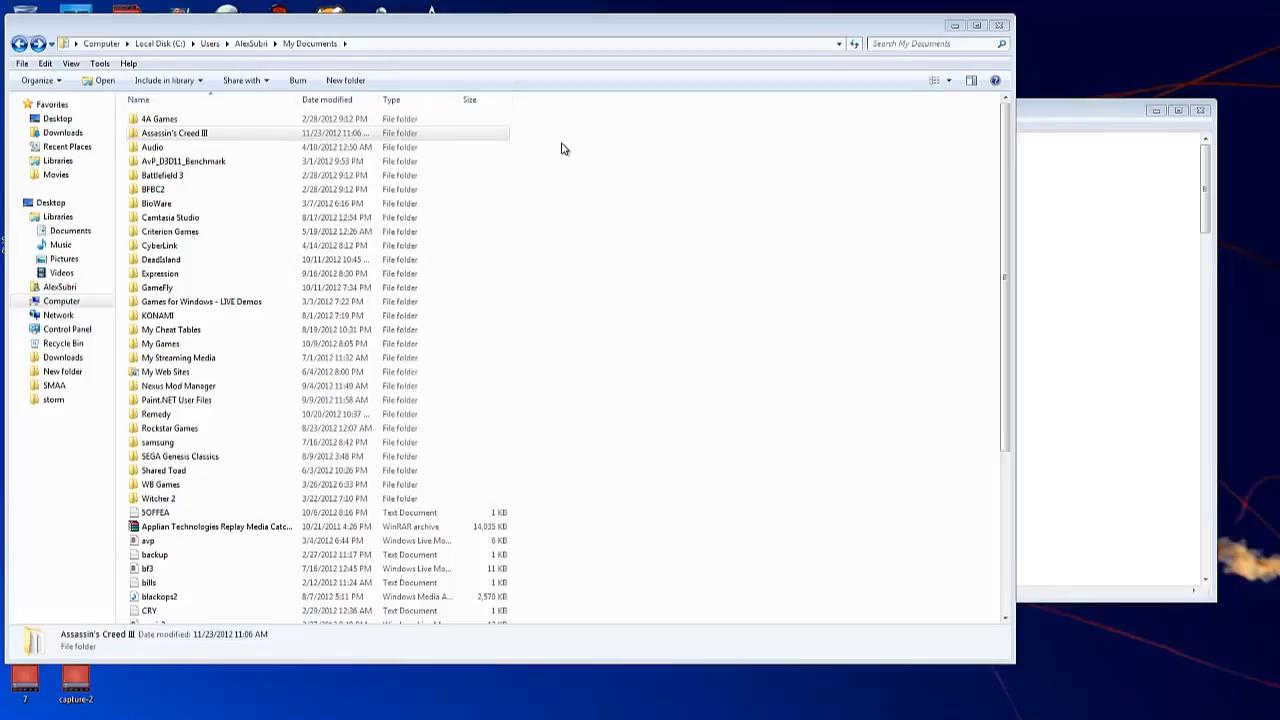 Computer Local Disk (C:) Users AlexSubri My Documents Search My Documents
File Edit View Tools Help
Organize Open Include in library Share with Burn New folder
Favorites
Desktop
Downloads
Recent Places
Libraries
Movies
Desktop
Libraries
Documents
Music
Pictures
Videos
AlexSubri
Computer
Network
Control Panel
Recycle Bin
Downloads
New folder
SMAA
storm
Name Date modified Type Size
4A Games 2/28/2012 9:12 PM File folder
Assassin's Creed III 11/23/2012 11:06 ... File folder
Audio 4/10/2012 12:50 AM File folder
AvP_D3D11_Benchmark 3/1/2012 9:53 PM File folder
Battlefield 3 2/28/2012 9:12 PM File folder
BFBC2 2/28/2012 9:12 PM File folder
BioWare 3/7/2012 6:16 PM File folder
Camtasia Studio 8/17/2012 12:54 PM File folder
Criterion Games 5/19/2012 12:26 AM File folder
CyberLink 4/14/2012 8:12 PM File folder
DeadIsland 10/11/2012 10:45 ... File folder
Expression 9/16/2012 8:30 PM File folder
GameFly 10/11/2012 7:34 PM File folder
Games for Windows - LIVE Demos 3/3/2012 7:22 PM File folder
KONAMI 8/1/2012 7:19 PM File folder
My Cheat Tables 8/19/2012 10:31 PM File folder
My Games 10/9/2012 8:05 PM File folder
My Streaming Media 7/1/2012 11:32 AM File folder
My Web Sites 6/4/2012 8:00 PM File folder
Nexus Mod Manager 9/4/2012 11:49 AM File folder
Paint.NET User Files 9/9/2012 11:58 AM File folder
Remedy 10/20/2012 10:37 ... File folder
Rockstar Games 8/23/2012 12:07 AM File folder
samsung 7/16/2012 8:42 PM File folder
SEGA Genesis Classics 8/9/2012 3:48 PM File folder
Shared Toad 6/3/2012 10:26 PM File folder
WB Games 3/26/2012 6:33 PM File folder
Witcher 2 3/22/2012 7:10 PM File folder
5OFFEA 10/6/2012 8:16 PM Text Document 1 KB
Applian Technologies Replay Media Catc... 10/21/2011 4:26 PM WinRAR archive 14,035 KB
avp 3/4/2012 6:44 PM Windows Live Mo... 6 KB
backup 2/27/2012 11:17 PM Text Document 1 KB
bf3 7/16/2012 12:45 PM Windows Live Mo... 11 KB
bills 2/12/2012 11:24 AM Text Document 1 KB
blackops2 8/7/2012 5:11 PM Windows Media A... 2,570 KB
CRY 2/29/2012 12:36 AM Text Document 1 KB
Assassin's Creed III Date modified: 11/23/2012 11:06 AM
File folder
7 capture-2